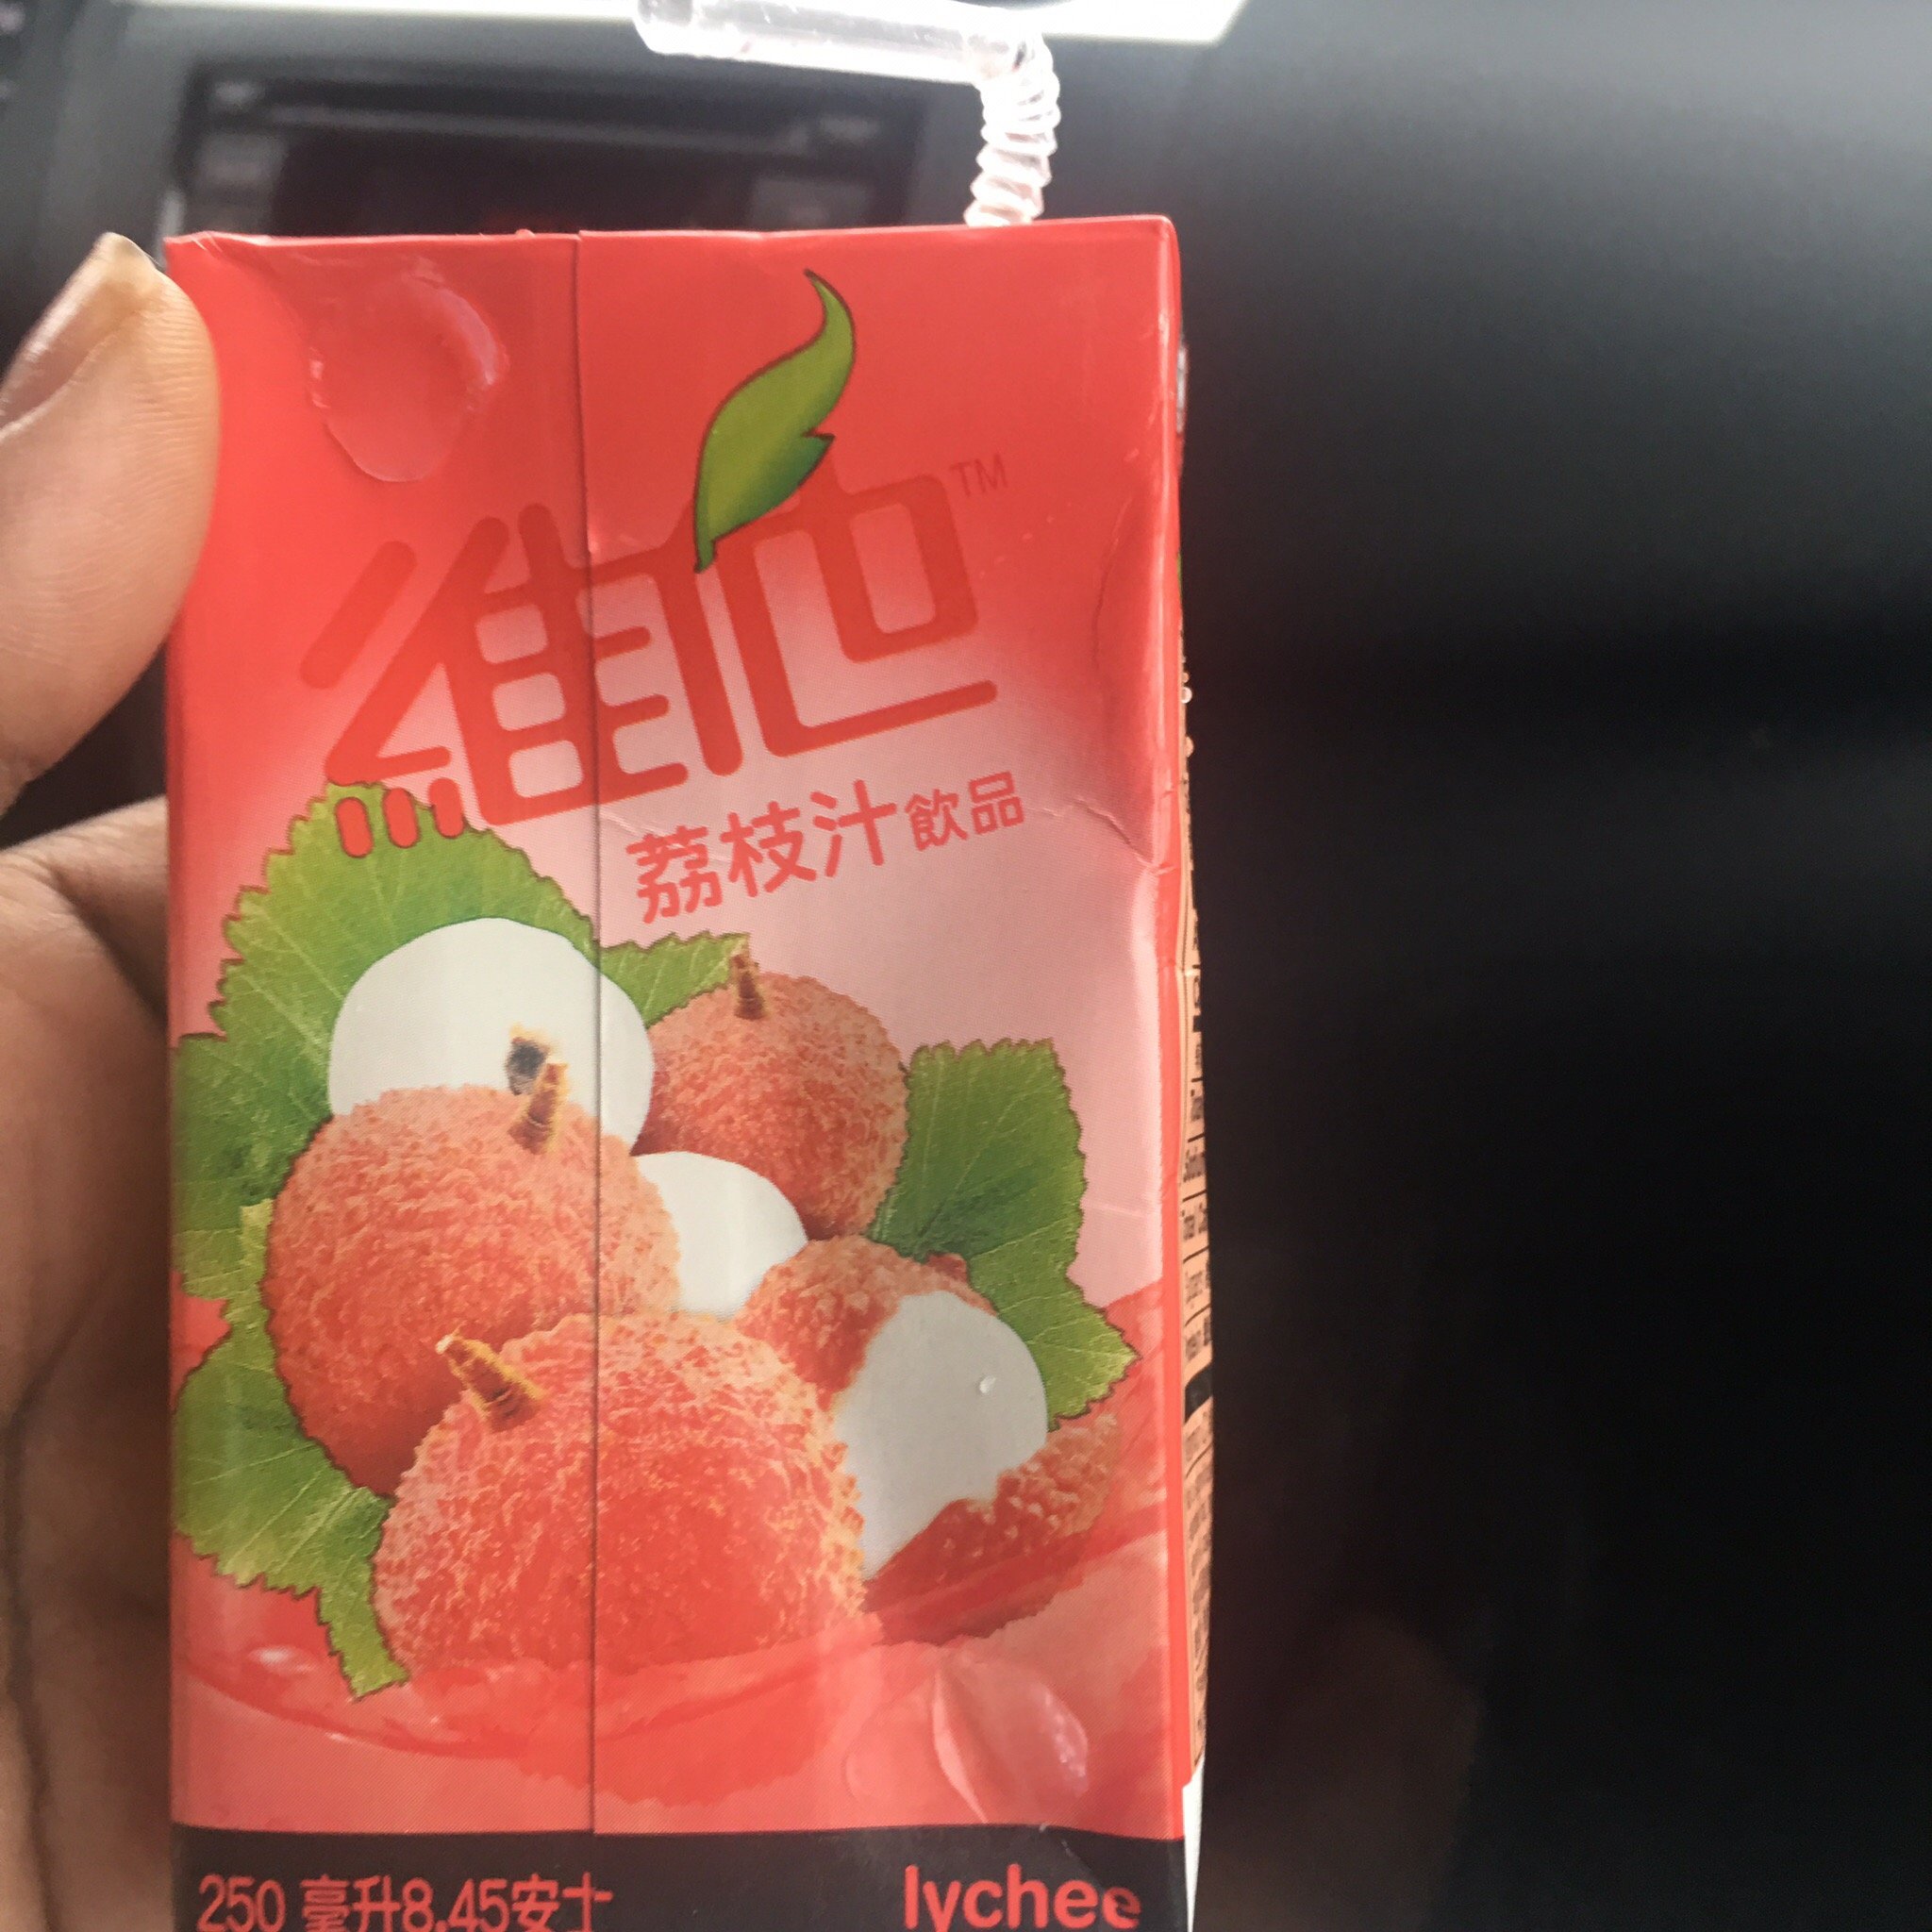 維他™
荔枝汁飲品
250 毫升8.45安士
lychee